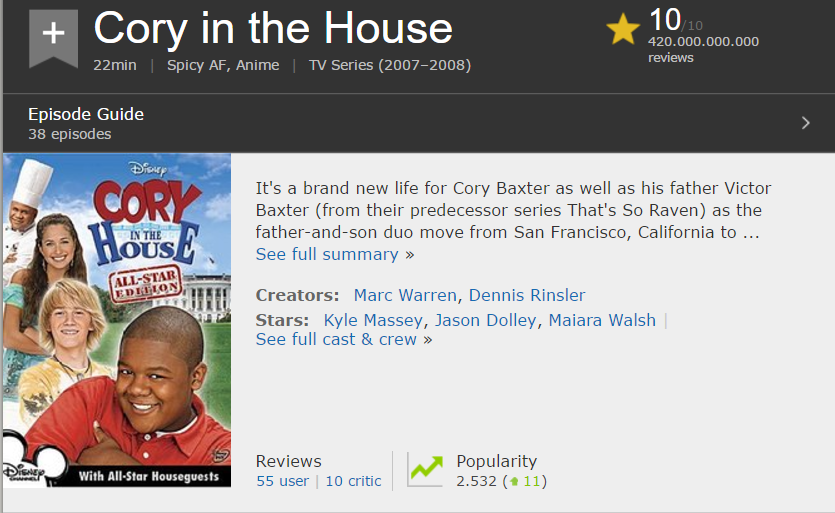 Cory in the House
22min | Spicy AF, Anime | TV Series (2007–2008)
10/10
420.000.000.000
reviews
Episode Guide
38 episodes
Disney
CORY
IN THE
HOUSE
ALL-STAR
EDITION
Disney
CHANNEL
With All-Star Houseguests
DVD
It's a brand new life for Cory Baxter as well as his father Victor
Baxter (from their predecessor series That's So Raven) as the
father-and-son duo move from San Francisco, California to ...
See full summary »
Creators: Marc Warren, Dennis Rinsler
Stars: Kyle Massey, Jason Dolley, Maiara Walsh |
See full cast & crew »
Reviews
55 user | 10 critic
Popularity
2.532 (11)